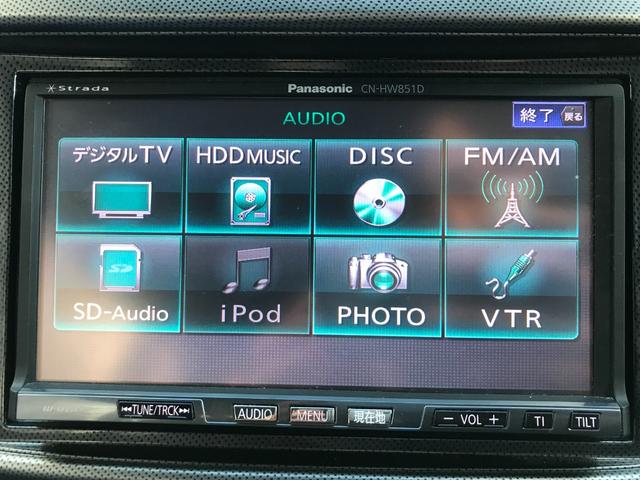 Strada
Panasonic CN-HW851D
AUDIO
終了 戻る
デジタルTV
HDD MUSIC
DISC
FM/AM
SD-Audio
iPod
PHOTO
VTR
SD
TUNE/TRCK
AUDIO
MENU
現在地
− VOL +
TI
TILT